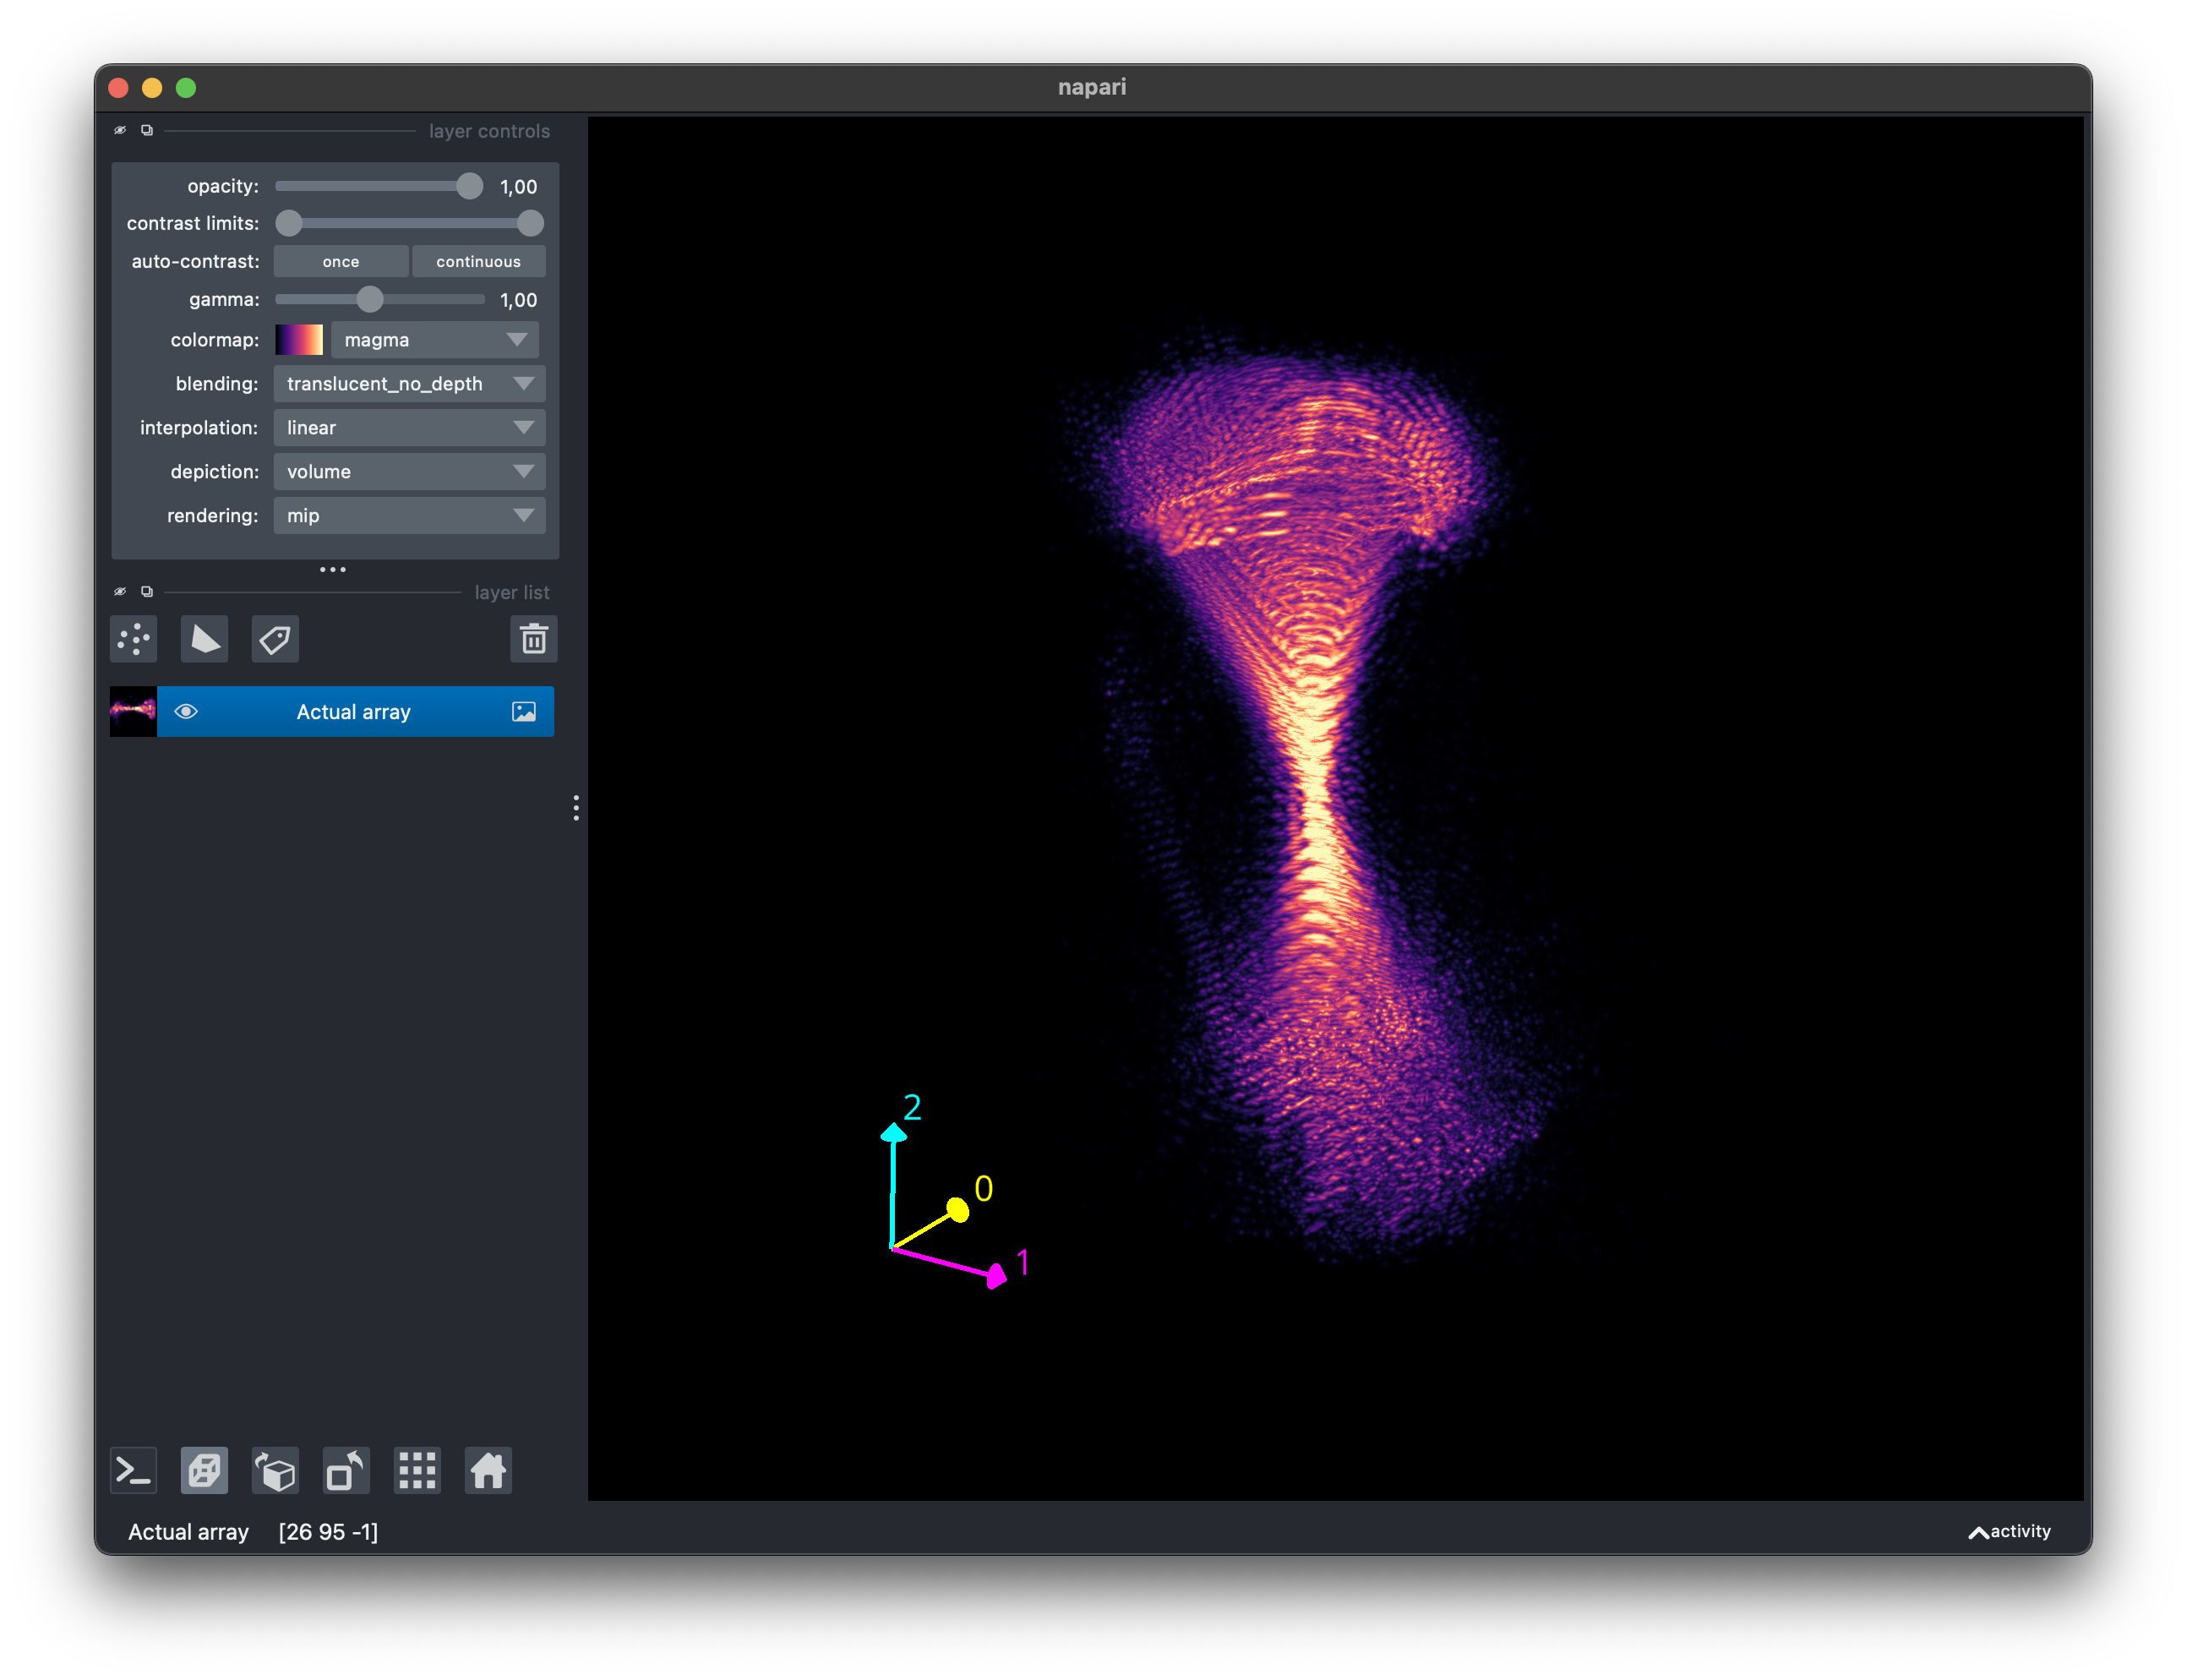 napari
layer controls
opacity: 1,00
contrast limits:
auto-contrast: once continuous
gamma: 1,00
colormap: magma
blending: translucent_no_depth
interpolation: linear
depiction: volume
rendering: mip
layer list
Actual array
2
0
1
Actual array [26 95 -1]
activity